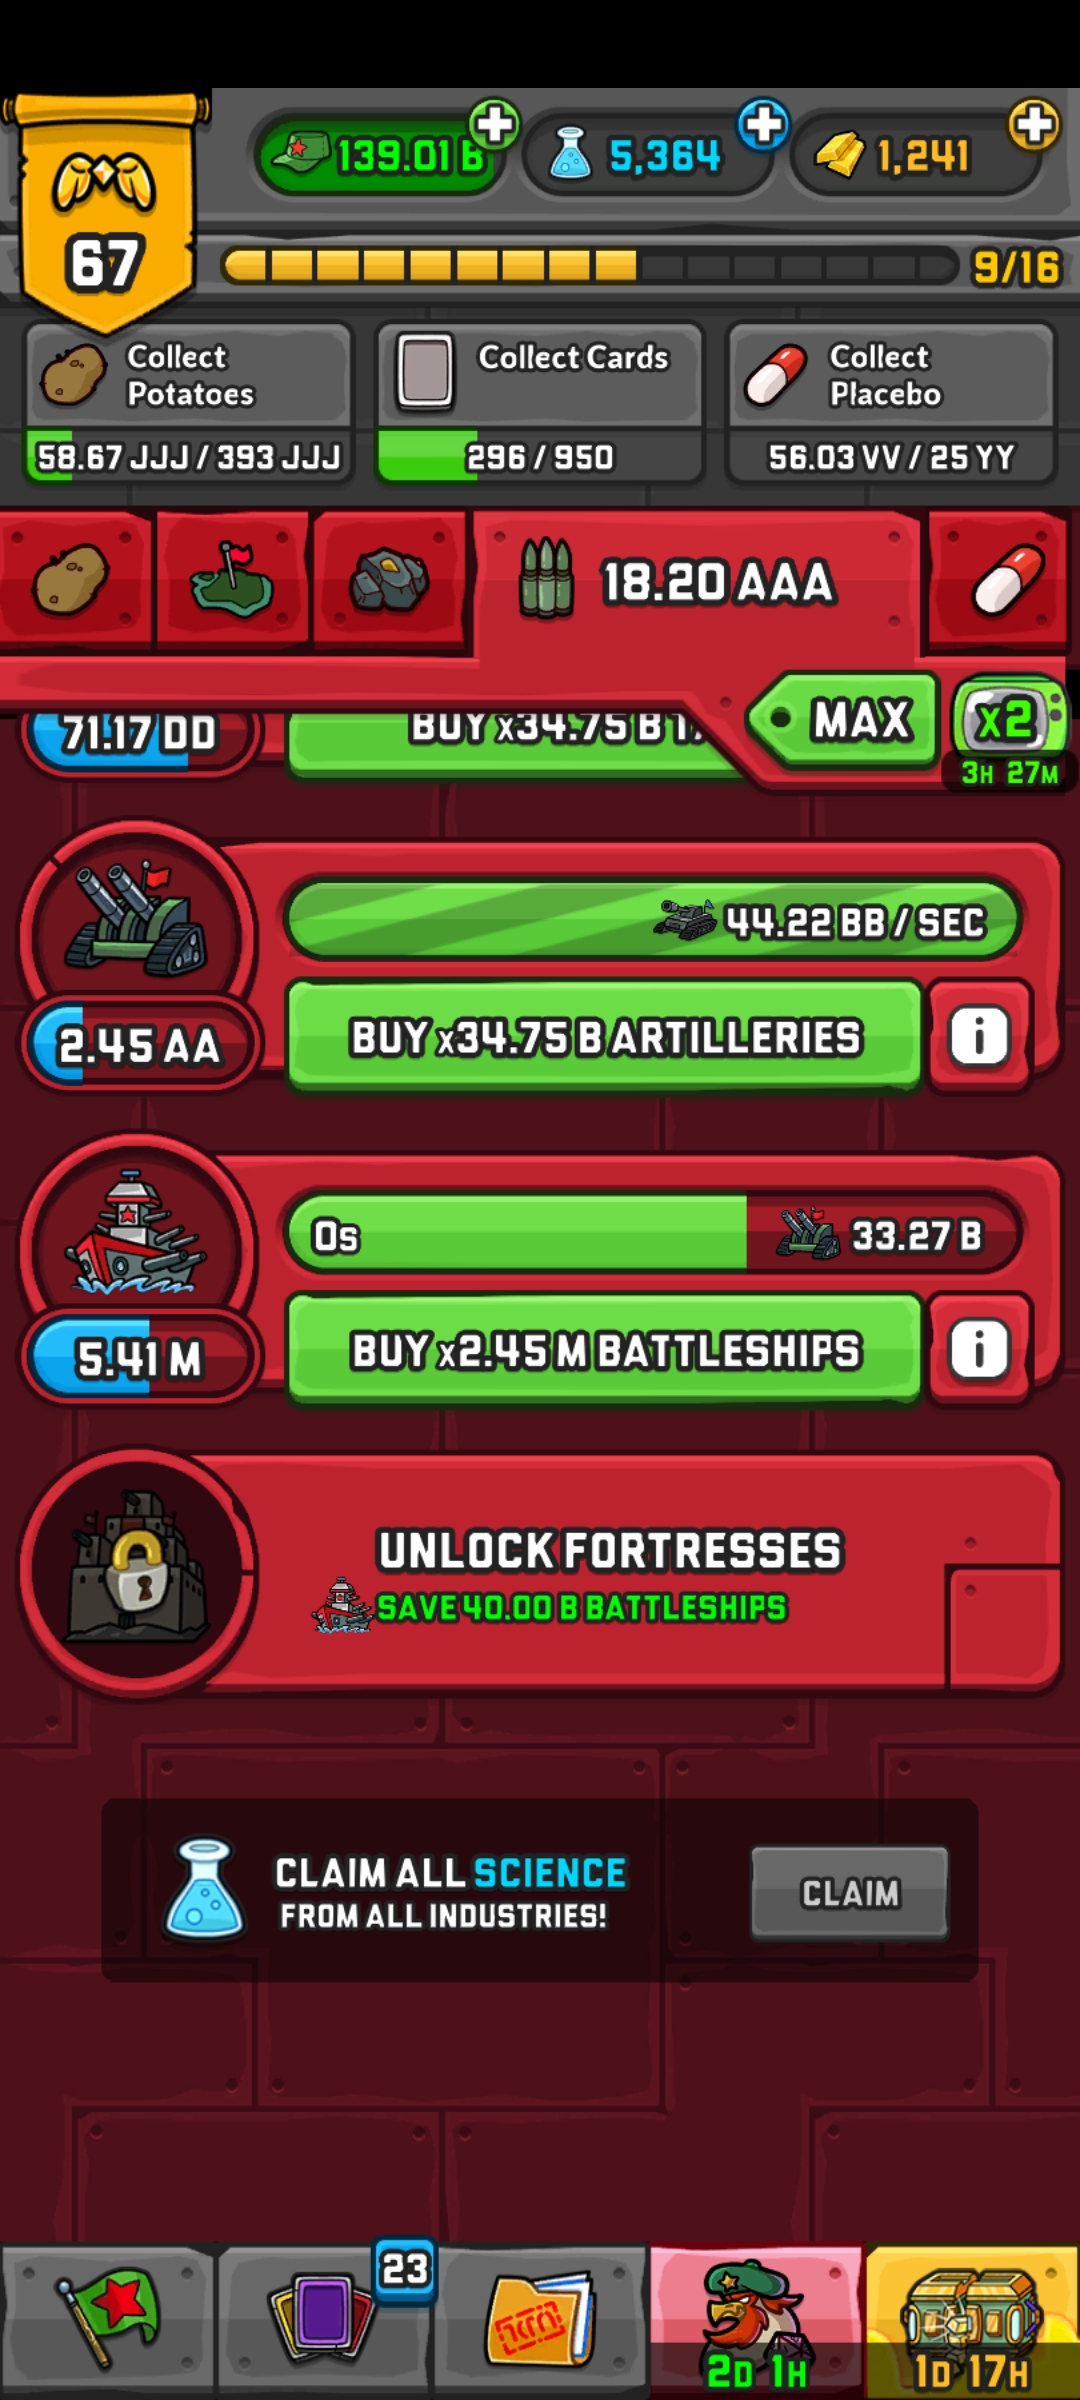 139.01 B
5,364
1,241
67
9/16
Collect
Potatoes
58.67 JJJ / 393 JJJ
Collect Cards
296 / 950
Collect
Placebo
56.03 VV / 25 YY
18.20 AAA
MAX
x2
3H 27M
71.17 DD
BUY x34.75 B
44.22 BB / SEC
2.45 AA
BUY x34.75 B ARTILLERIES
i
0s
33.27 B
5.41 M
BUY x2.45 M BATTLESHIPS
i
UNLOCK FORTRESSES
SAVE 40.00 B BATTLESHIPS
CLAIM ALL SCIENCE
FROM ALL INDUSTRIES!
CLAIM
23
2D 1H
1D 17H